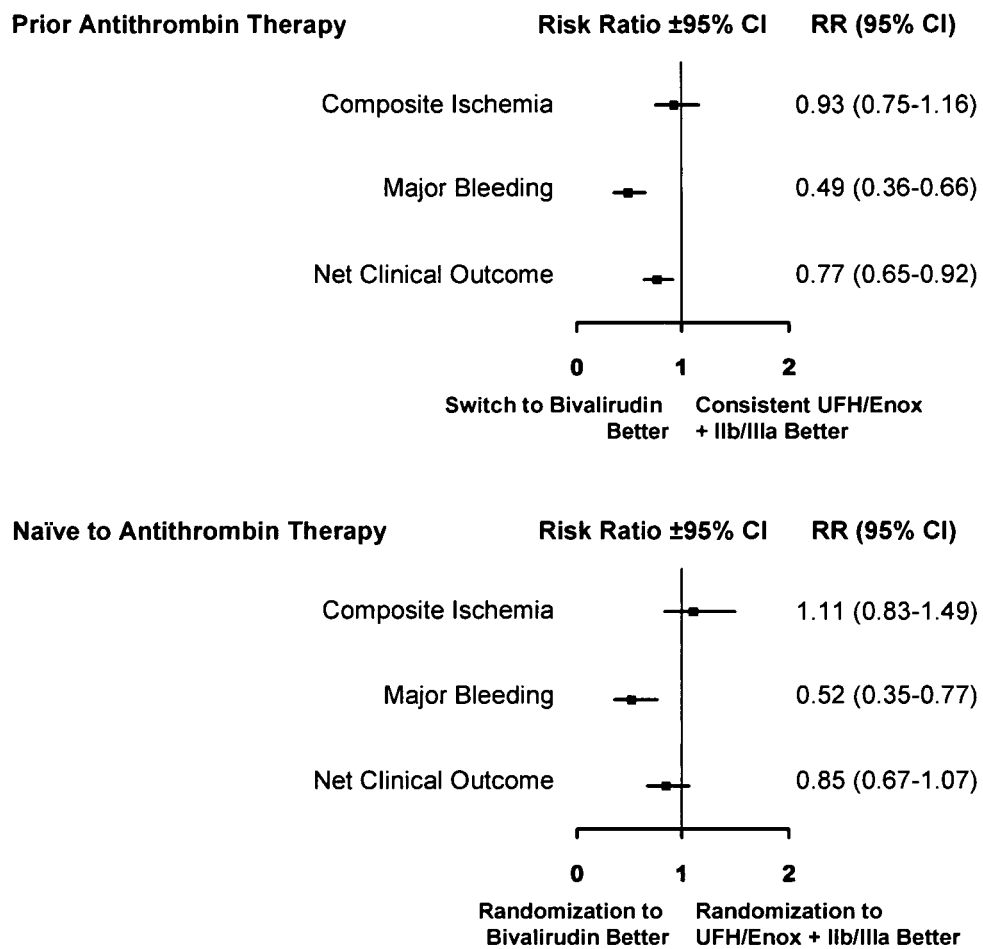 Prior Antithrombin Therapy Risk Ratio ±95% CI RR (95% CI)
Composite Ischemia 0.93 (0.75-1.16)
Major Bleeding 0.49 (0.36-0.66)
Net Clinical Outcome 0.77 (0.65-0.92)
0 1 2
Switch to Bivalirudin Consistent UFH/Enox
Better + IIb/IIIa Better
Naïve to Antithrombin Therapy Risk Ratio ±95% CI RR (95% CI)
Composite Ischemia 1.11 (0.83-1.49)
Major Bleeding 0.52 (0.35-0.77)
Net Clinical Outcome 0.85 (0.67-1.07)
0 1 2
Randomization to Randomization to
Bivalirudin Better UFH/Enox + IIb/IIIa Better